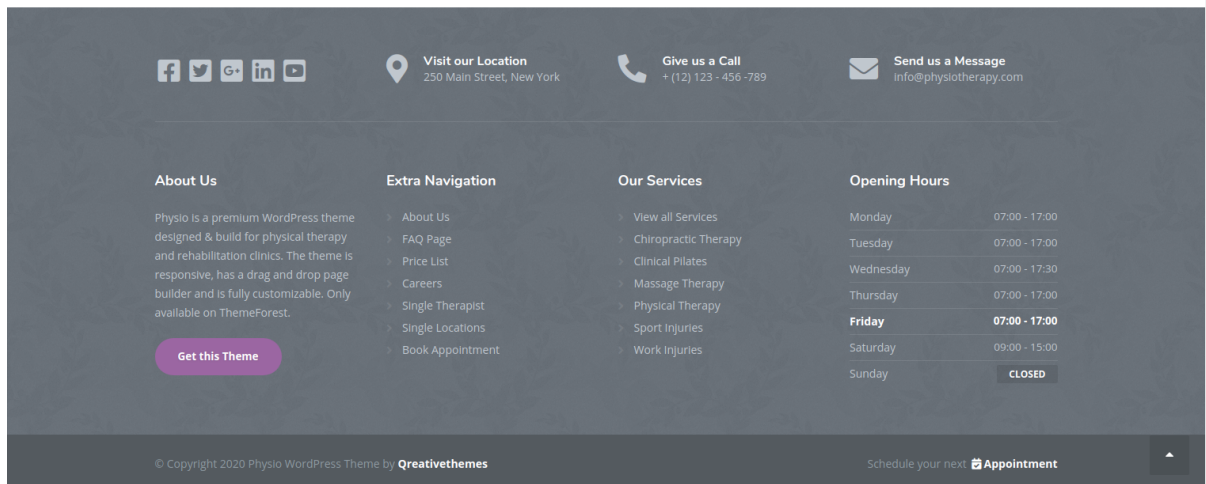 Visit our Location
250 Main Street, New York
Give us a Call
+ (12) 123 - 456 -789
Send us a Message
info@physiotherapy.com
About Us
Physio is a premium WordPress theme
designed & build for physical therapy
and rehabilitation clinics. The theme is
responsive, has a drag and drop page
builder and is fully customizable. Only
available on ThemeForest.
Get this Theme
Extra Navigation
About Us
FAQ Page
Price List
Careers
Single Therapist
Single Locations
Book Appointment
Our Services
View all Services
Chiropractic Therapy
Clinical Pilates
Massage Therapy
Physical Therapy
Sport Injuries
Work Injuries
Opening Hours
Monday 07:00 - 17:00
Tuesday 07:00 - 17:00
Wednesday 07:00 - 17:30
Thursday 07:00 - 17:00
Friday 07:00 - 17:00
Saturday 09:00 - 15:00
Sunday CLOSED
© Copyright 2020 Physio WordPress Theme by Qreativethemes
Schedule your next Appointment